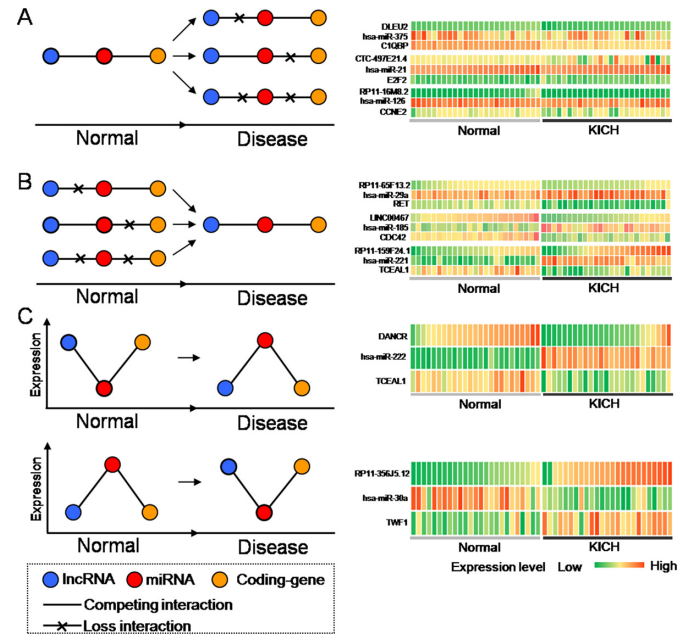 A
Normal
Disease
DLEU2
hsa-miR-375
C1QBP
CTC-497E21.4
hsa-miR-21
E2F2
RP11-16M8.2
hsa-miR-126
CCNE2
Normal
KICH
B
Normal
Disease
RP11-65F13.2
hsa-miR-29a
RET
LINC00467
hsa-miR-185
CDC42
RP11-159F24.1
hsa-miR-221
TCEAL1
Normal
KICH
C
Expression
Normal
Disease
DANCR
hsa-miR-222
TCEAL1
Normal
KICH
Expression
Normal
Disease
RP11-356J5.12
hsa-miR-30a
TWF1
Normal
KICH
Expression level Low High
lncRNA miRNA Coding-gene
Competing interaction
Loss interaction